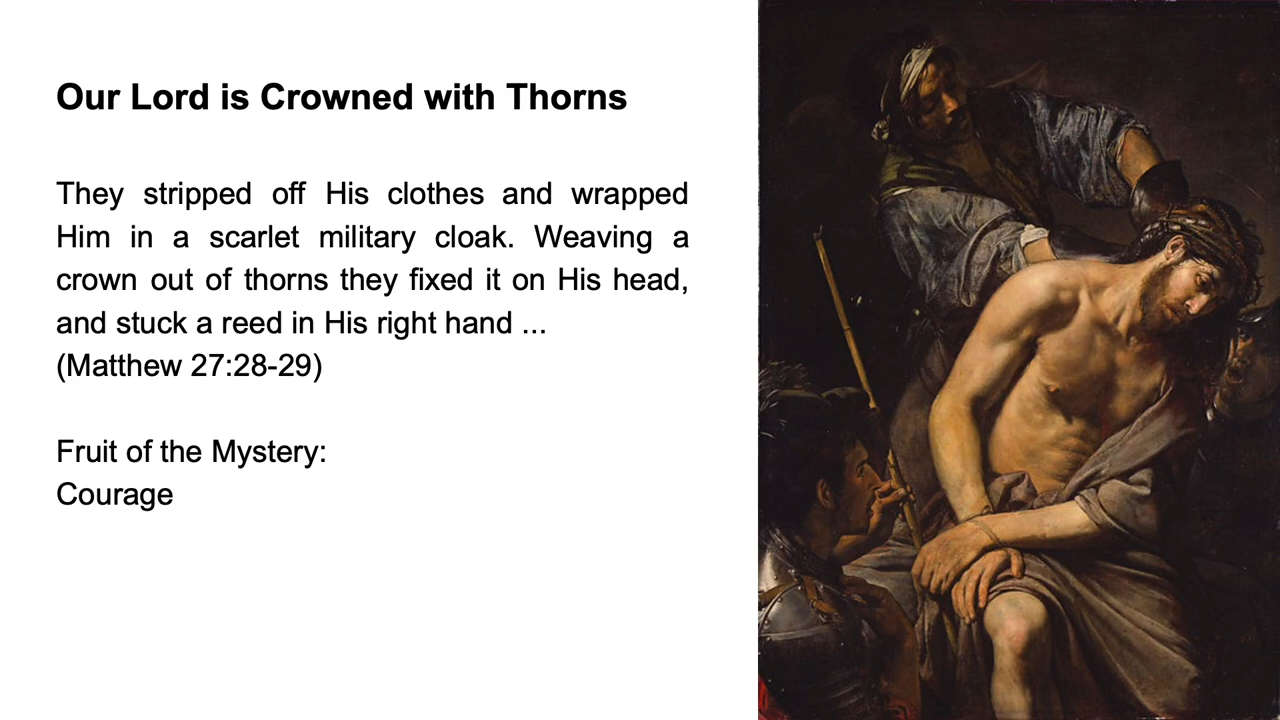 Our Lord is Crowned with Thorns
They stripped off His clothes and wrapped
Him in a scarlet military cloak. Weaving a
crown out of thorns they fixed it on His head,
and stuck a reed in His right hand ...
(Matthew 27:28-29)
Fruit of the Mystery:
Courage